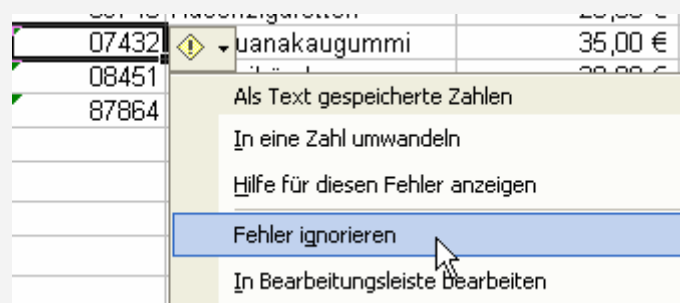 07432 uanakaugummi 35,00 €
08451
87864
Als Text gespeicherte Zahlen
In eine Zahl umwandeln
Hilfe für diesen Fehler anzeigen
Fehler ignorieren
In Bearbeitungsleiste bearbeiten